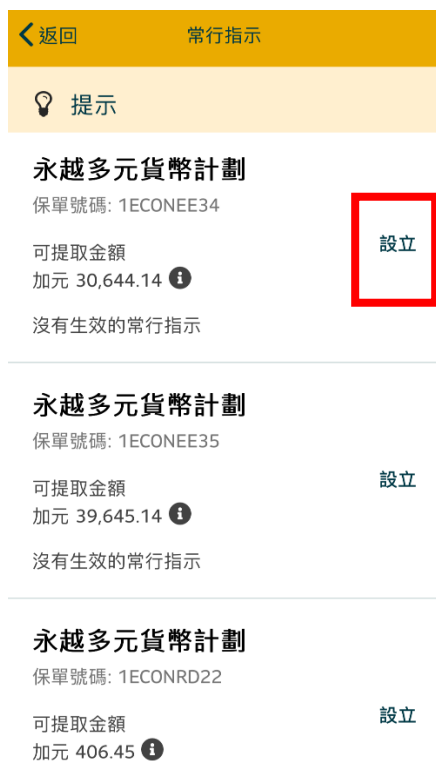 返回
常行指示
提示
永越多元貨幣計劃
保單號碼: 1ECONEE34
可提取金額
設立
加元 30,644.14
沒有生效的常行指示
永越多元貨幣計劃
保單號碼: 1ECONEE35
可提取金額
設立
加元 39,645.14
沒有生效的常行指示
永越多元貨幣計劃
保單號碼: 1ECONRD22
可提取金額
設立
加元 406.45